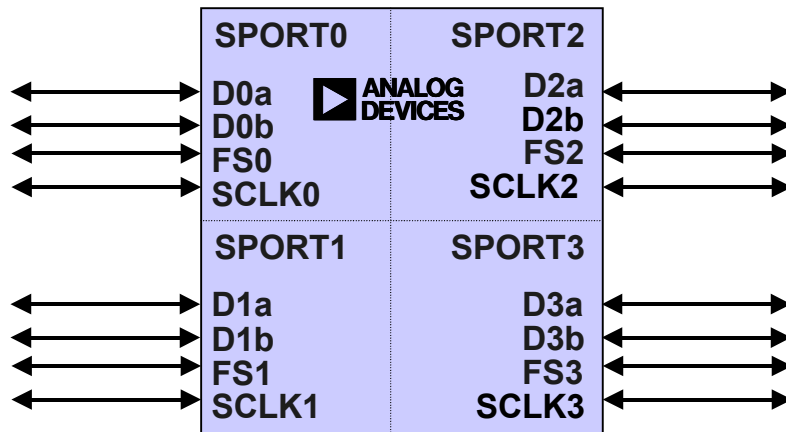 SPORT0
SPORT2
ANALOG
DEVICES
D0a
D0b
FS0
SCLK0
D2a
D2b
FS2
SCLK2
SPORT1
SPORT3
D1a
D1b
FS1
SCLK1
D3a
D3b
FS3
SCLK3